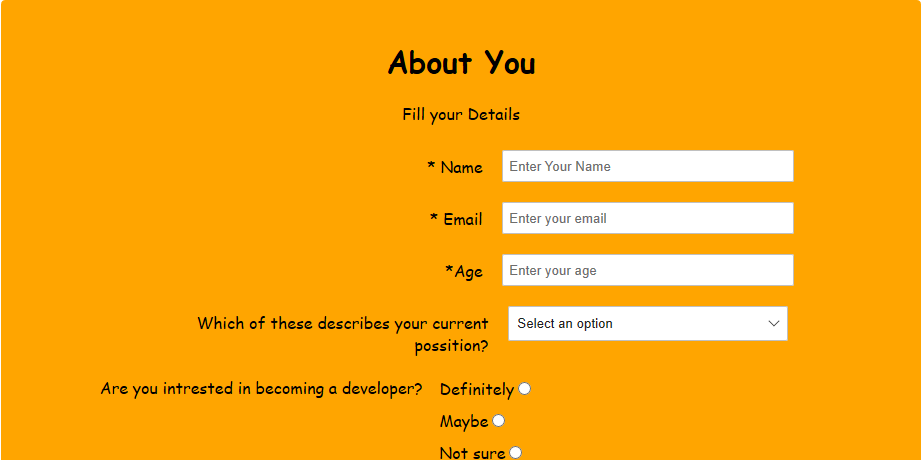 About You
Fill your Details
* Name Enter Your Name
* Email Enter your email
*Age Enter your age
Which of these describes your current Select an option
possition?
Are you intrested in becoming a developer? Definitely
Maybe
Not sure